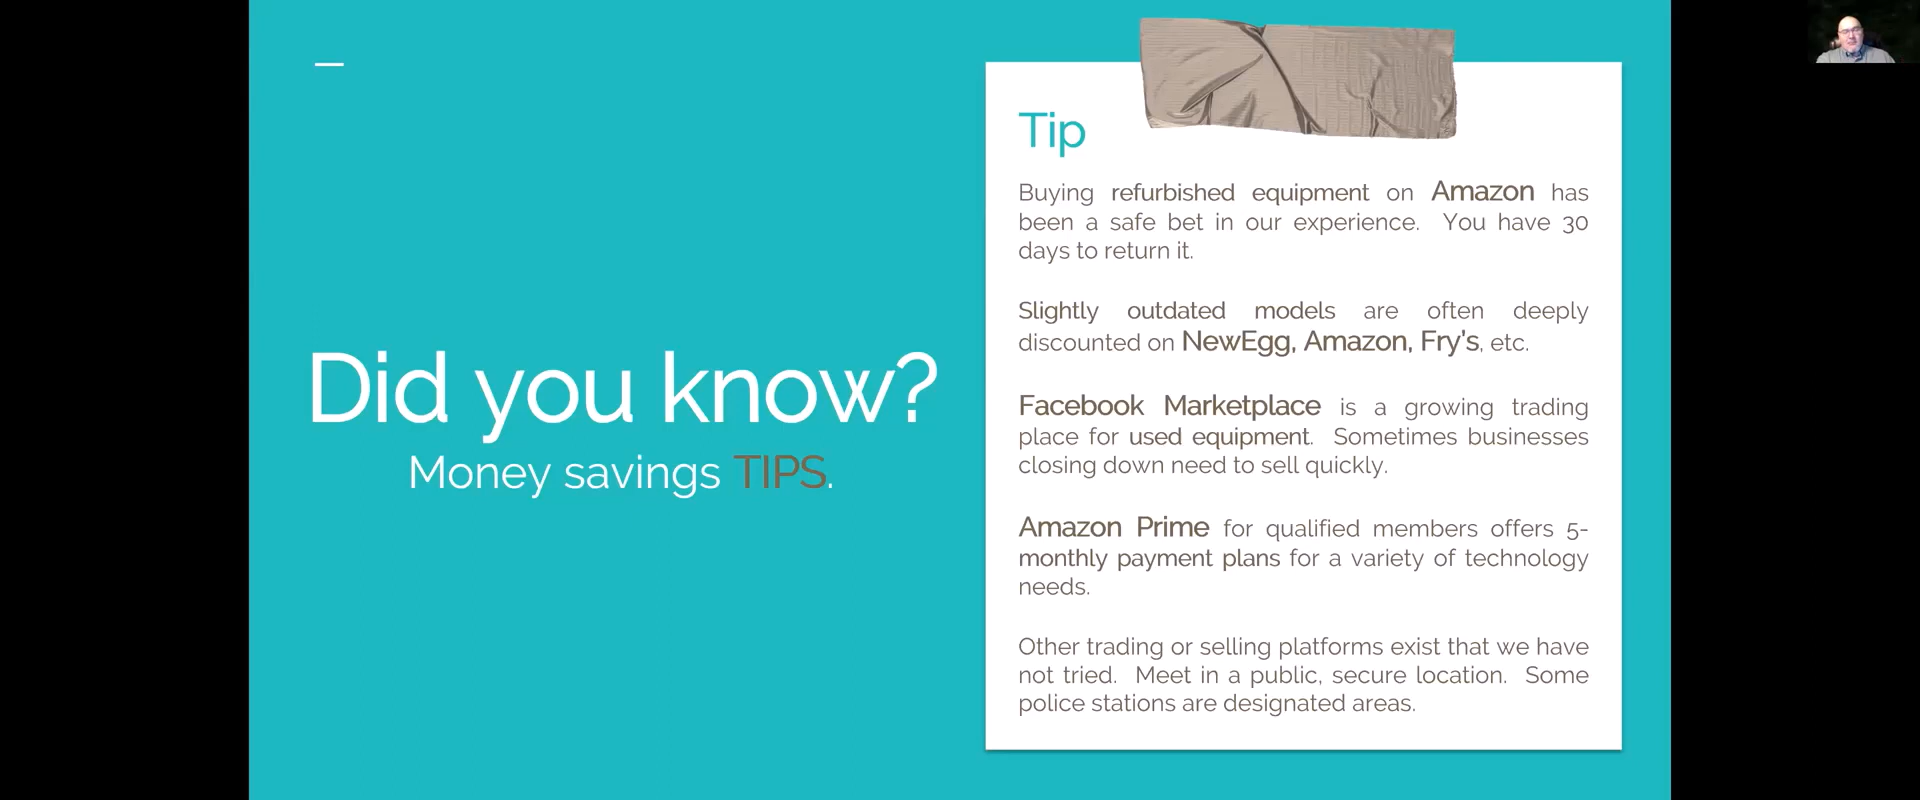 Did you know?
Money savings TIPS.
Tip
Buying refurbished equipment on Amazon has
been a safe bet in our experience. You have 30
days to return it.
Slightly outdated models are often deeply
discounted on NewEgg, Amazon, Fry's, etc.
Facebook Marketplace is a growing trading
place for used equipment. Sometimes businesses
closing down need to sell quickly.
Amazon Prime for qualified members offers 5-
monthly payment plans for a variety of technology
needs.
Other trading or selling platforms exist that we have
not tried. Meet in a public, secure location. Some
police stations are designated areas.